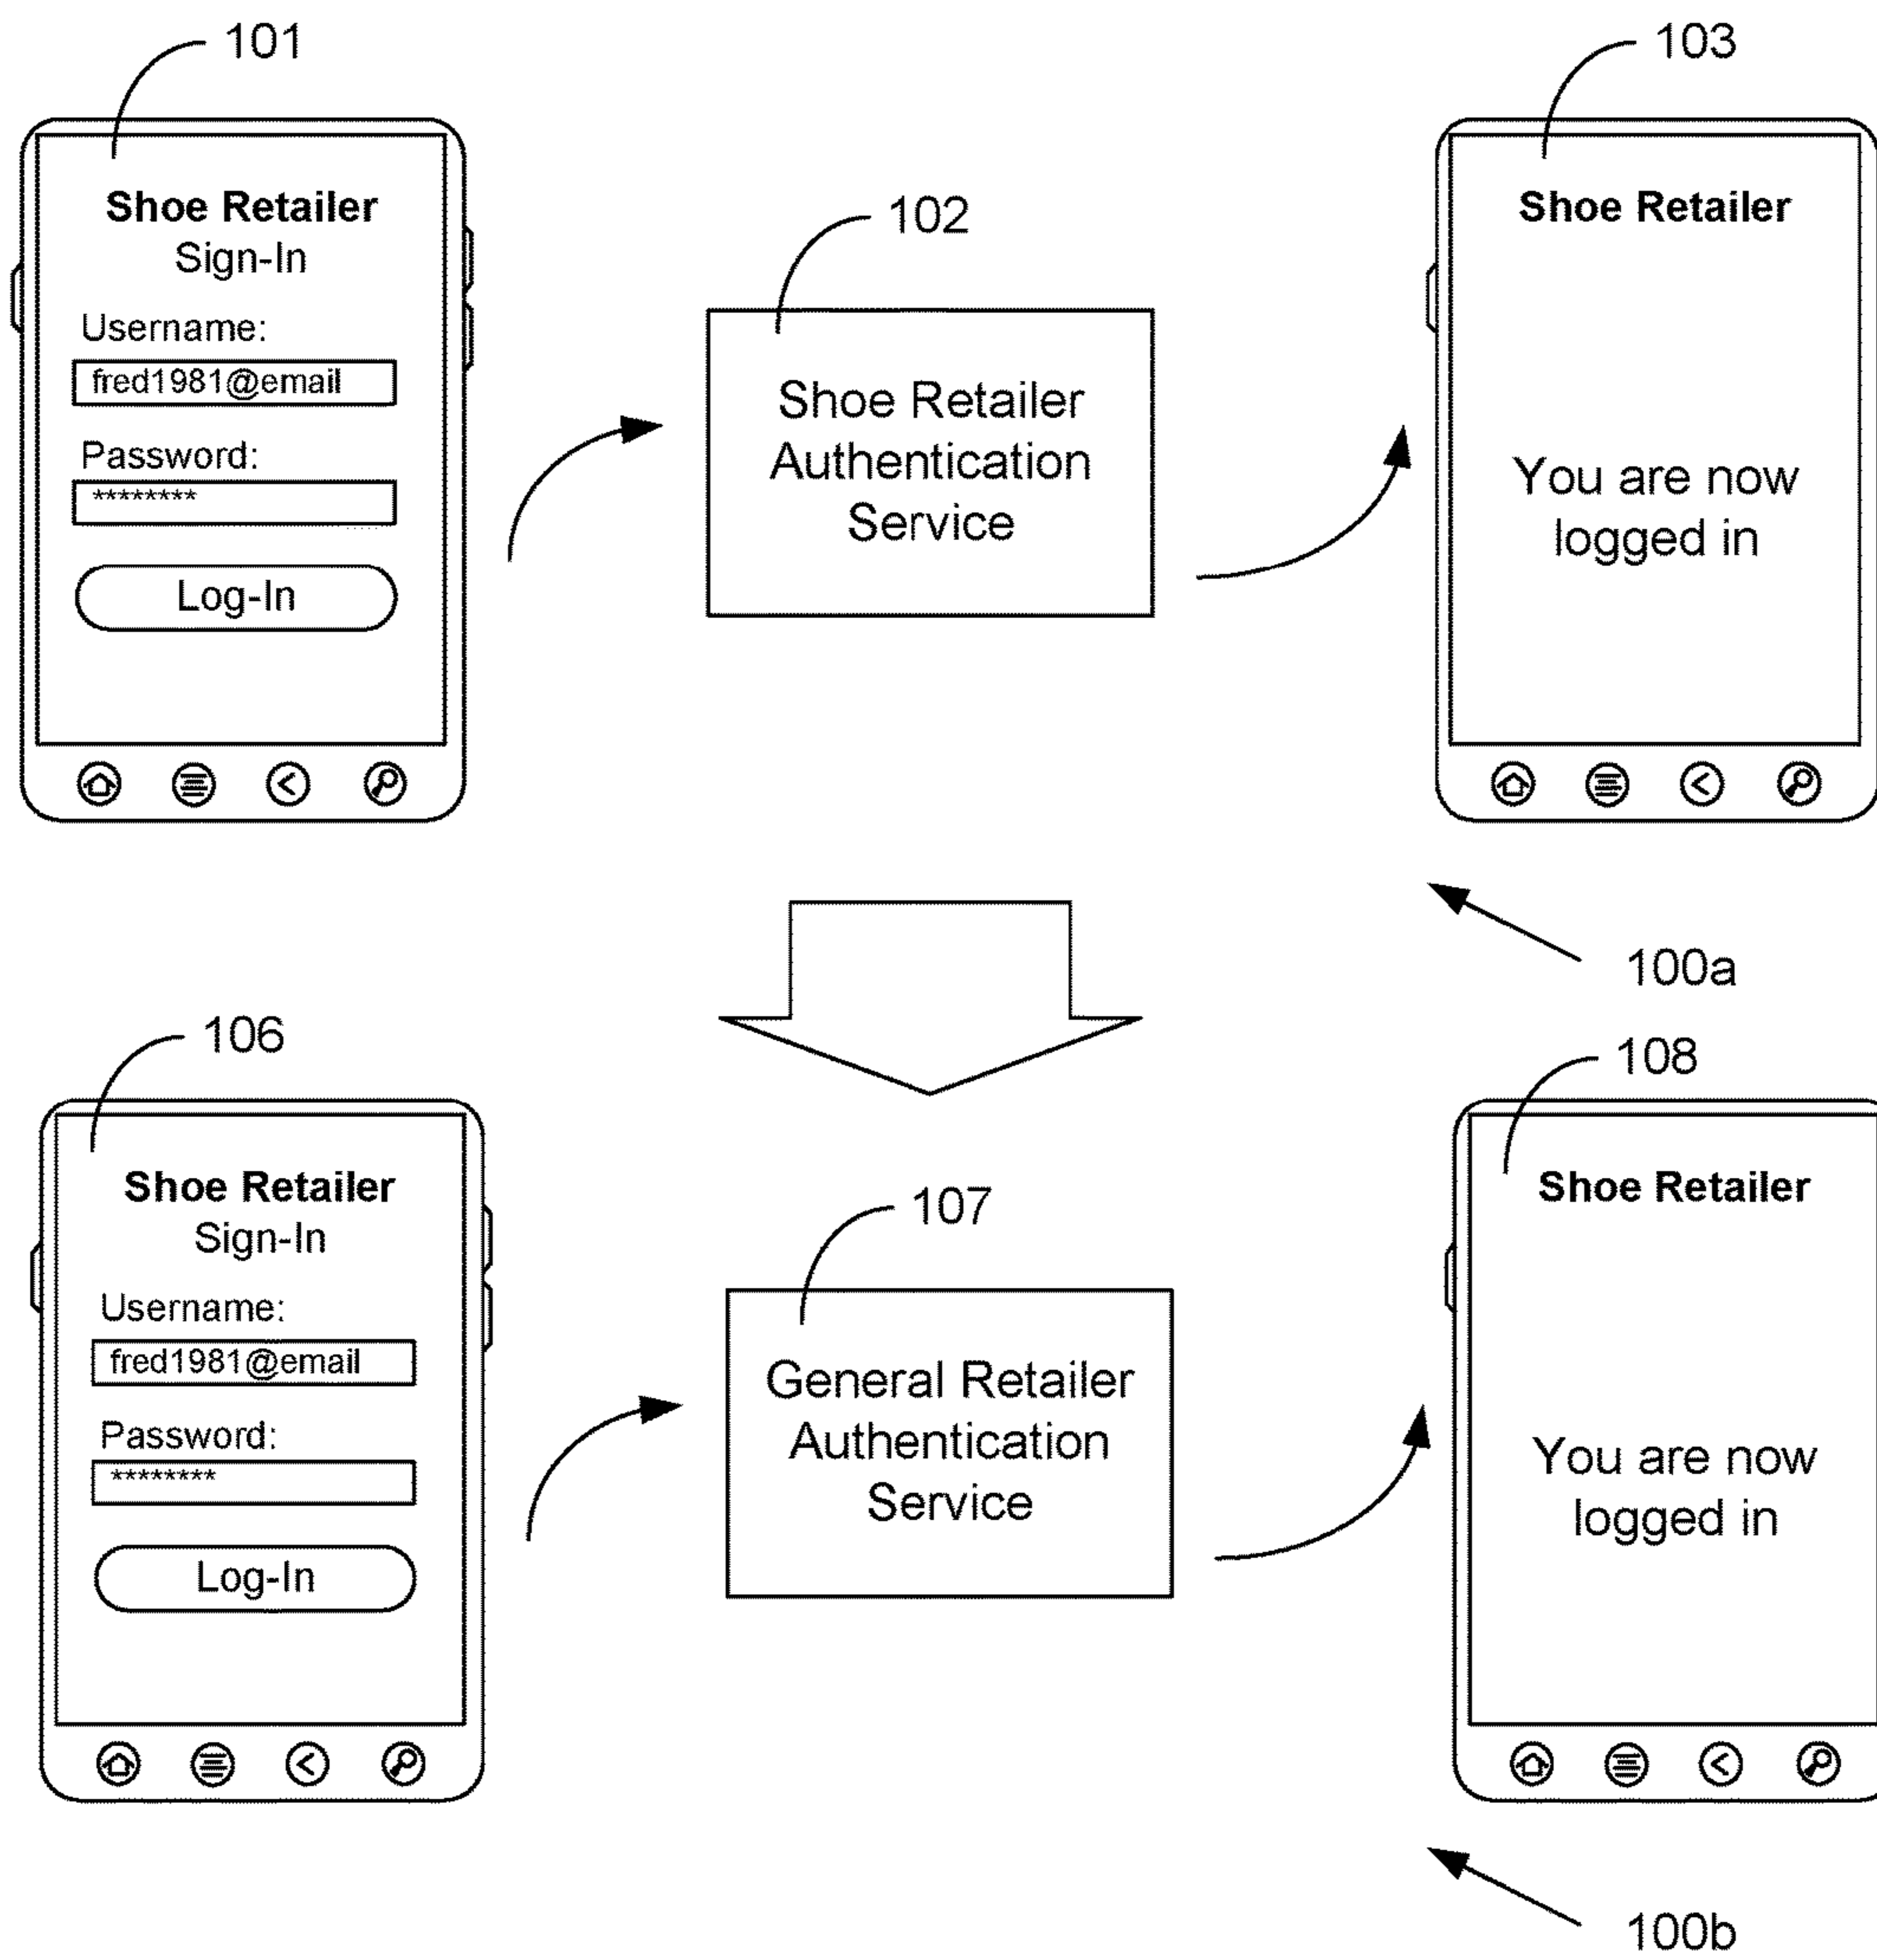 101
Shoe Retailer
Sign-In
Username:
fred1981@email
Password:
********
Log-In
102
Shoe Retailer
Authentication
Service
103
Shoe Retailer
You are now
logged in
100a
106
Shoe Retailer
Sign-In
Username:
fred1981@email
Password:
********
Log-In
107
General Retailer
Authentication
Service
108
Shoe Retailer
You are now
logged in
100b